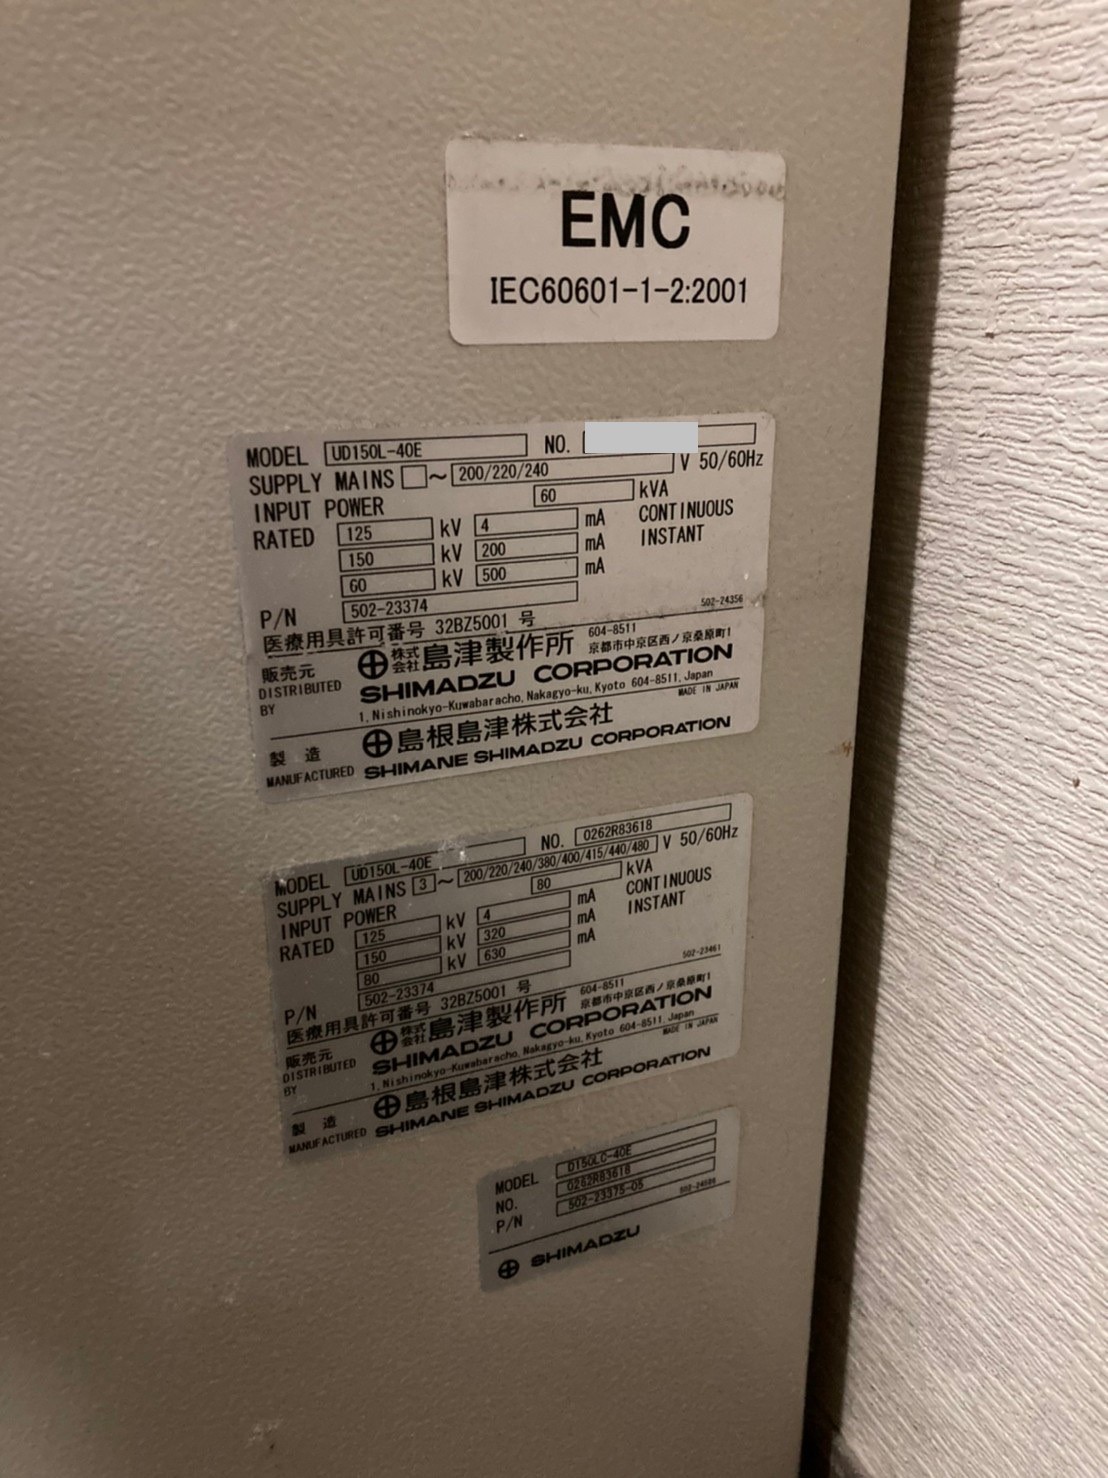 EMC
IEC60601-1-2:2001
MODEL UD150L-40E NO.
SUPPLY MAINS ~ 200/220/240 V 50/60Hz
INPUT POWER 60 kVA
RATED 125 kV 4 mA CONTINUOUS
150 kV 200 mA INSTANT
60 kV 500 mA
P/N 502-23374 502-24356
医療用具許可番号 32BZ5001 号
販売元 株式会社 島津製作所 604-8511 京都市中京区西ノ京桑原町1
DISTRIBUTED BY SHIMADZU CORPORATION
1, Nishinokyo-Kuwabaracho, Nakagyo-ku, Kyoto 604-8511, Japan
MADE IN JAPAN
製造 島根島津株式会社
MANUFACTURED SHIMANE SHIMADZU CORPORATION
MODEL UD150L-40E NO. 0262R83618
SUPPLY MAINS 3 ~ 200/220/240/380/400/415/440/480 V 50/60Hz
INPUT POWER 80 kVA
RATED 125 kV 4 mA CONTINUOUS
150 kV 320 mA INSTANT
80 kV 630 mA
P/N 502-23374 502-23461
医療用具許可番号 32BZ5001 号
販売元 株式会社 島津製作所 604-8511 京都市中京区西ノ京桑原町1
DISTRIBUTED BY SHIMADZU CORPORATION
1, Nishinokyo-Kuwabaracho, Nakagyo-ku, Kyoto 604-8511, Japan
MADE IN JAPAN
製造 島根島津株式会社
MANUFACTURED SHIMANE SHIMADZU CORPORATION
MODEL D150LC-40E
NO. 0262R83618
P/N 502-23375-05
SHIMADZU